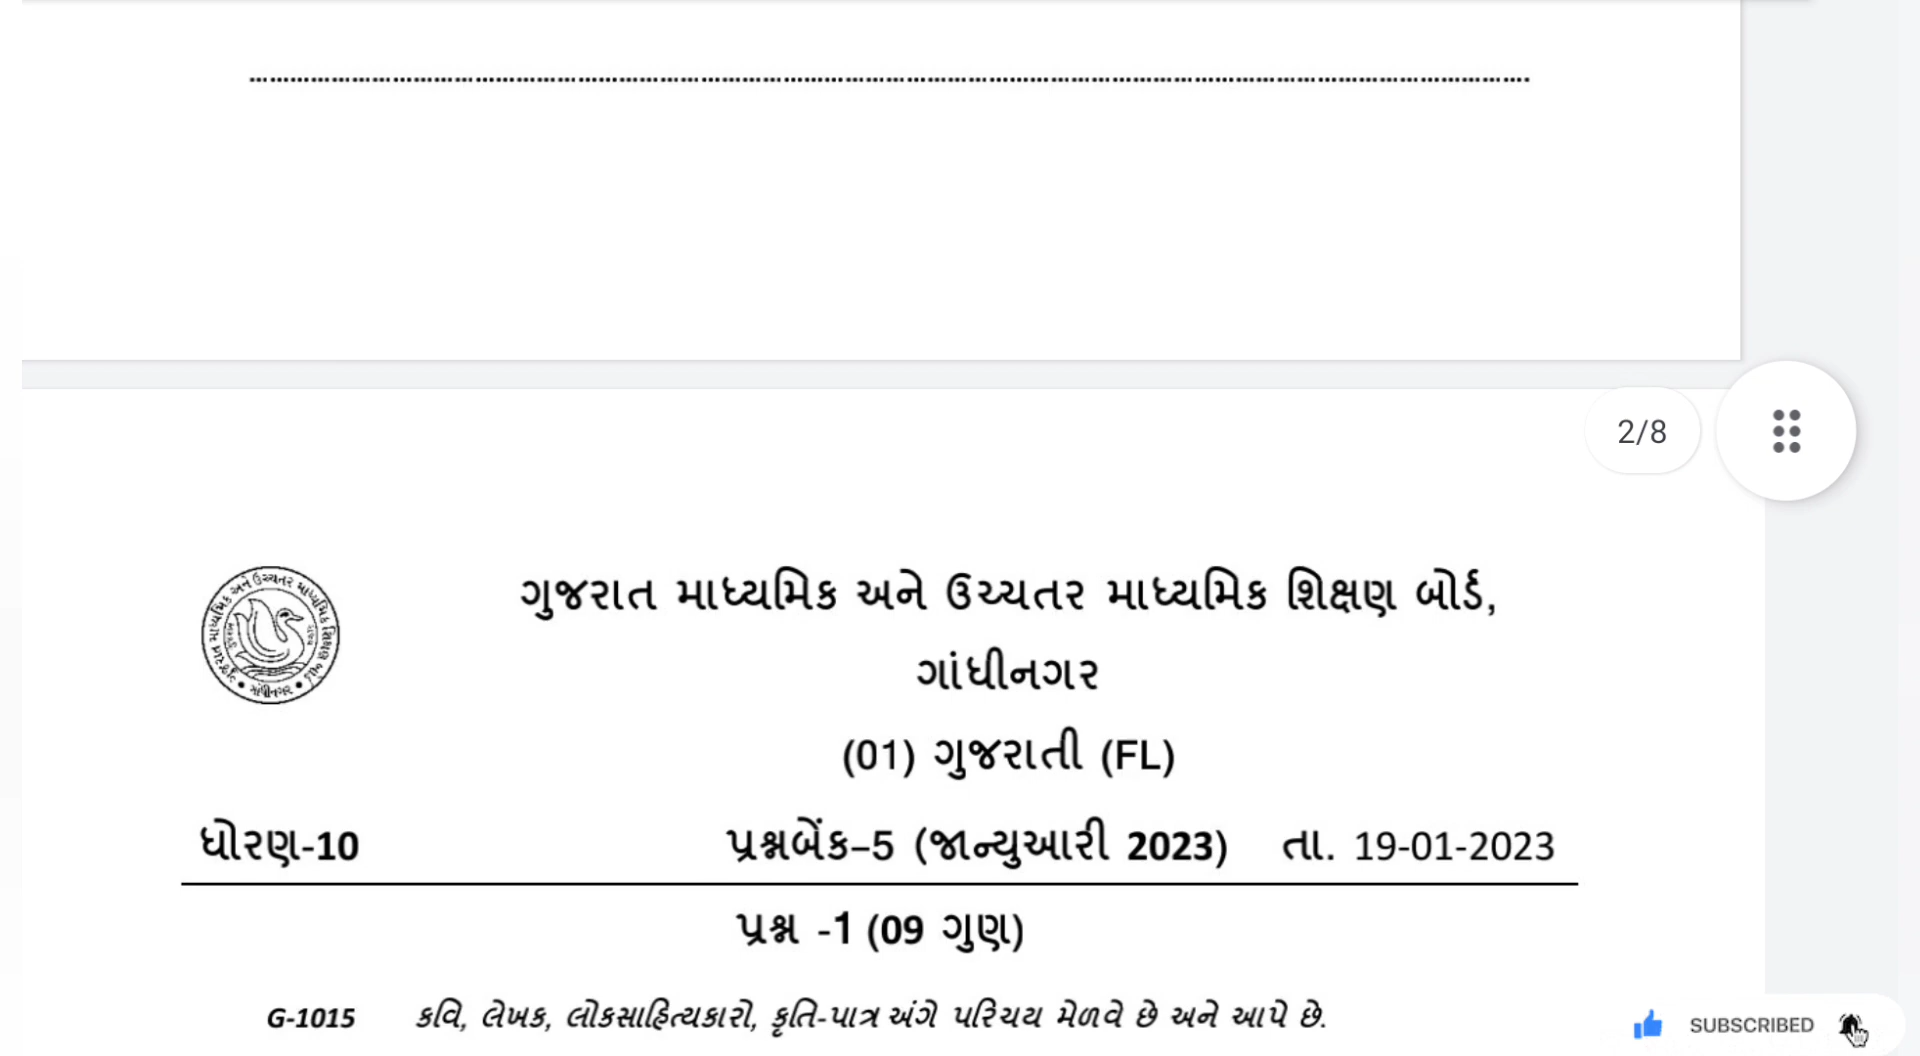 ................................................................................
2/8
ગુજરાત માધ્યમિક અને ઉચ્ચતર માધ્યમિક શિક્ષણ બોર્ડ,
ગાંધીનગર
(01) ગુજરાતી (FL)
ધોરણ-10 પ્રશ્નબેંક–5 (જાન્યુઆરી 2023) તા. 19-01-2023
પ્રશ્ન -1 (09 ગુણ)
G-1015 કવિ, લેખક, લોકસાહિત્યકારો, કૃતિ-પાત્ર અંગે પરિચય મેળવે છે અને આપે છે.
SUBSCRIBED